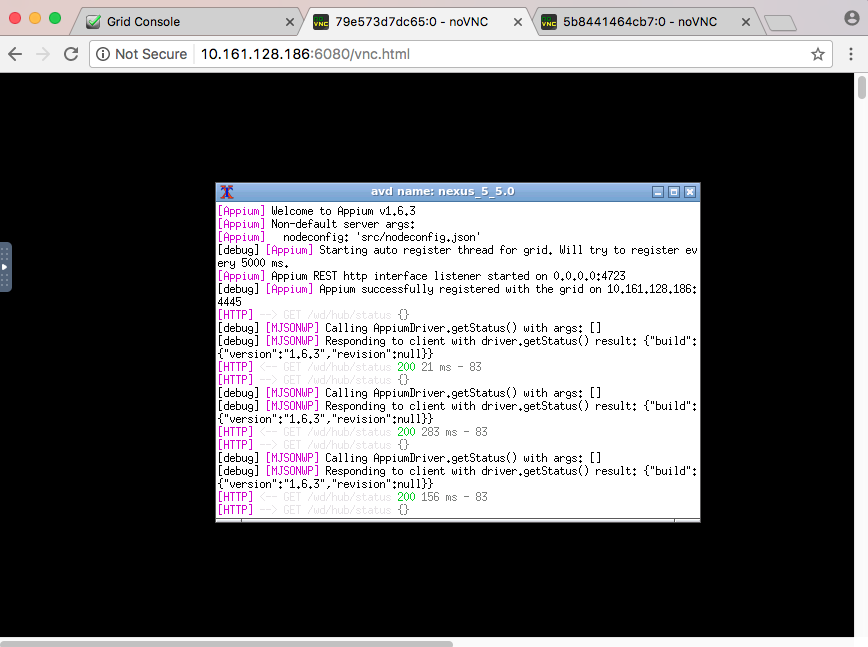 Grid Console
79e573d7dc65:0 - noVNC
5b8441464cb7:0 - noVNC
Not Secure
10.161.128.186:6080/vnc.html
avd name: nexus_5_5.0
[Appium] Welcome to Appium v1.6.3
[Appium] Non-default server args:
[Appium]   nodeconfig: 'src/nodeconfig.json'
[debug] [Appium] Starting auto register thread for grid. Will try to register ev
ery 5000 ms.
[Appium] Appium REST http interface listener started on 0.0.0.0:4723
[debug] [Appium] Appium successfully registered with the grid on 10.161.128.186:
4445
[HTTP] --> GET /wd/hub/status {}
[debug] [MJSONWP] Calling AppiumDriver.getStatus() with args: []
[debug] [MJSONWP] Responding to client with driver.getStatus() result: {"build":
{"version":"1.6.3","revision":null}}
[HTTP] <-- GET /wd/hub/status 200 21 ms - 83
[HTTP] --> GET /wd/hub/status {}
[debug] [MJSONWP] Calling AppiumDriver.getStatus() with args: []
[debug] [MJSONWP] Responding to client with driver.getStatus() result: {"build":
{"version":"1.6.3","revision":null}}
[HTTP] <-- GET /wd/hub/status 200 283 ms - 83
[HTTP] --> GET /wd/hub/status {}
[debug] [MJSONWP] Calling AppiumDriver.getStatus() with args: []
[debug] [MJSONWP] Responding to client with driver.getStatus() result: {"build":
{"version":"1.6.3","revision":null}}
[HTTP] <-- GET /wd/hub/status 200 156 ms - 83
[HTTP] --> GET /wd/hub/status {}